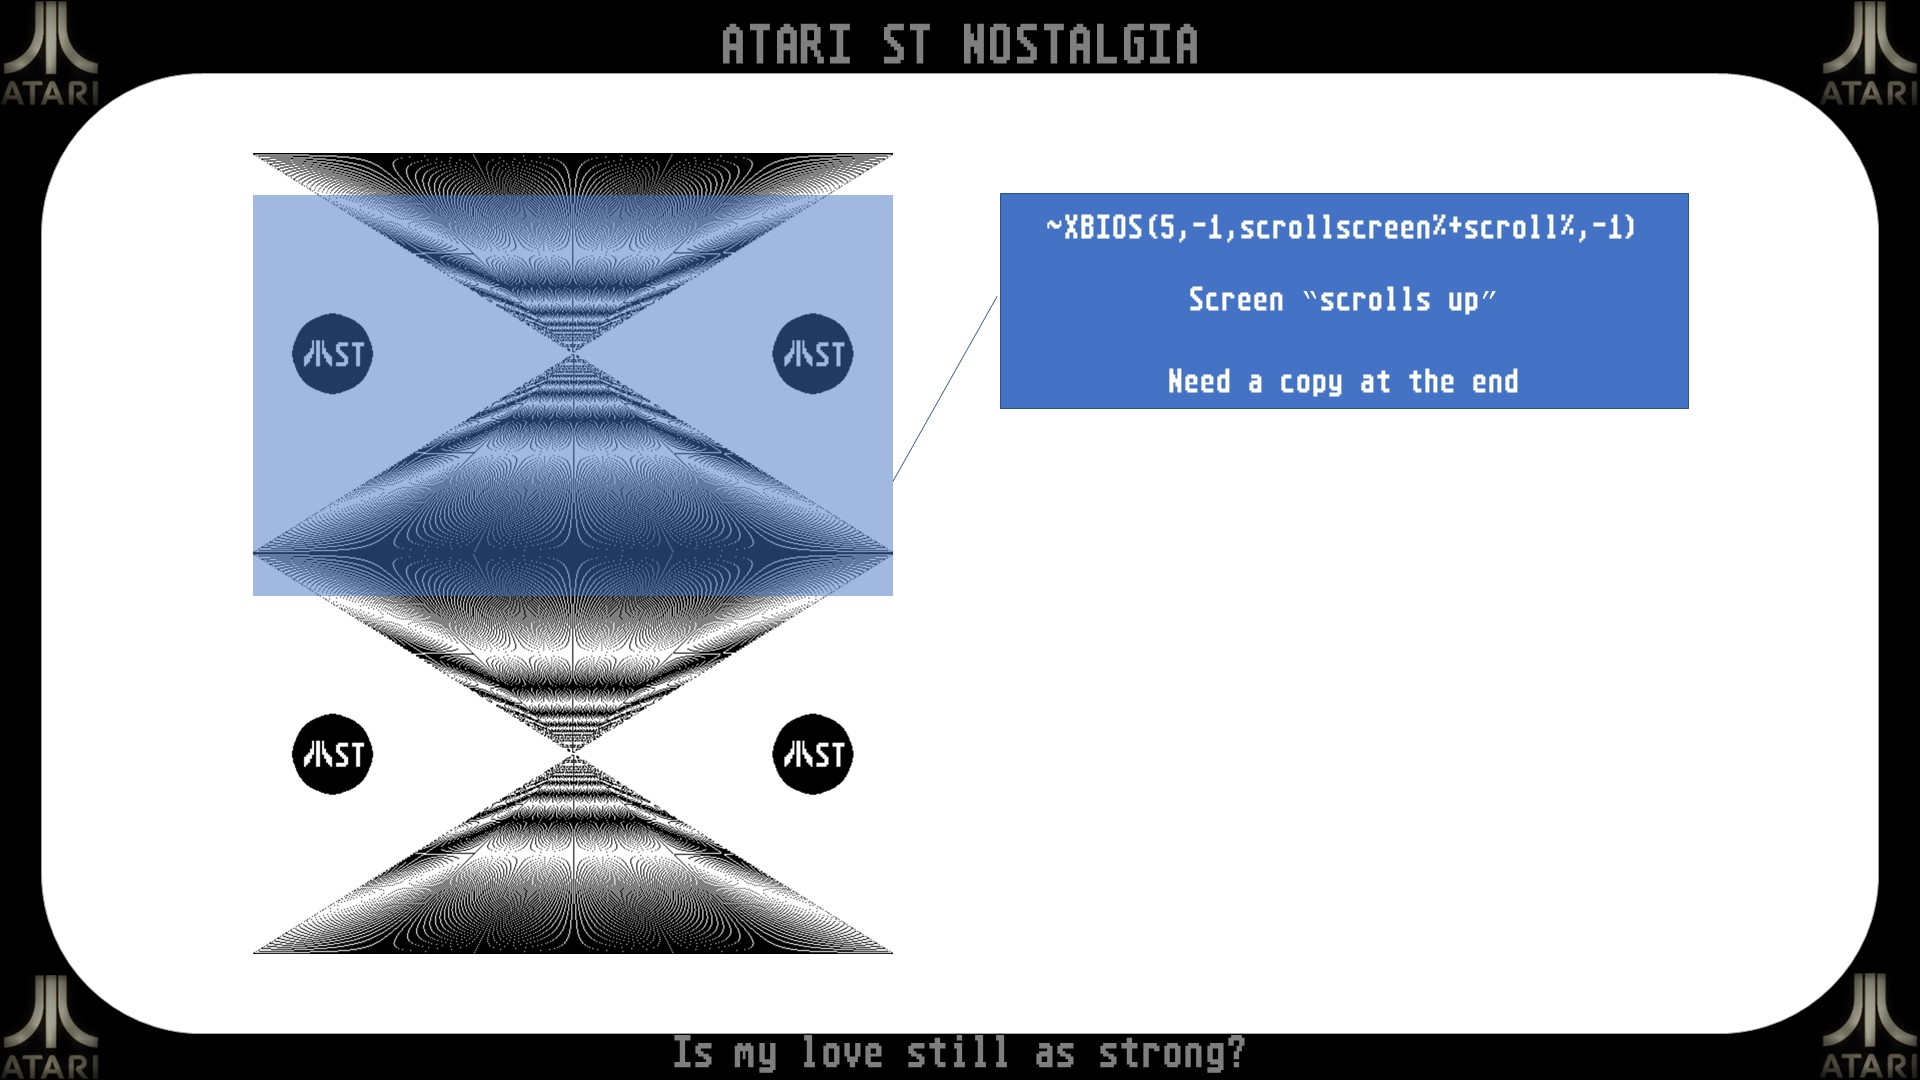 ATARI ST NOSTALGIA
ATARI
ATARI
~XBIOS(5,-1,scrollscreen%+scroll%,-1)
Screen “scrolls up”
Need a copy at the end
ST
ST
ST
ST
ATARI
ATARI
Is my love still as strong?